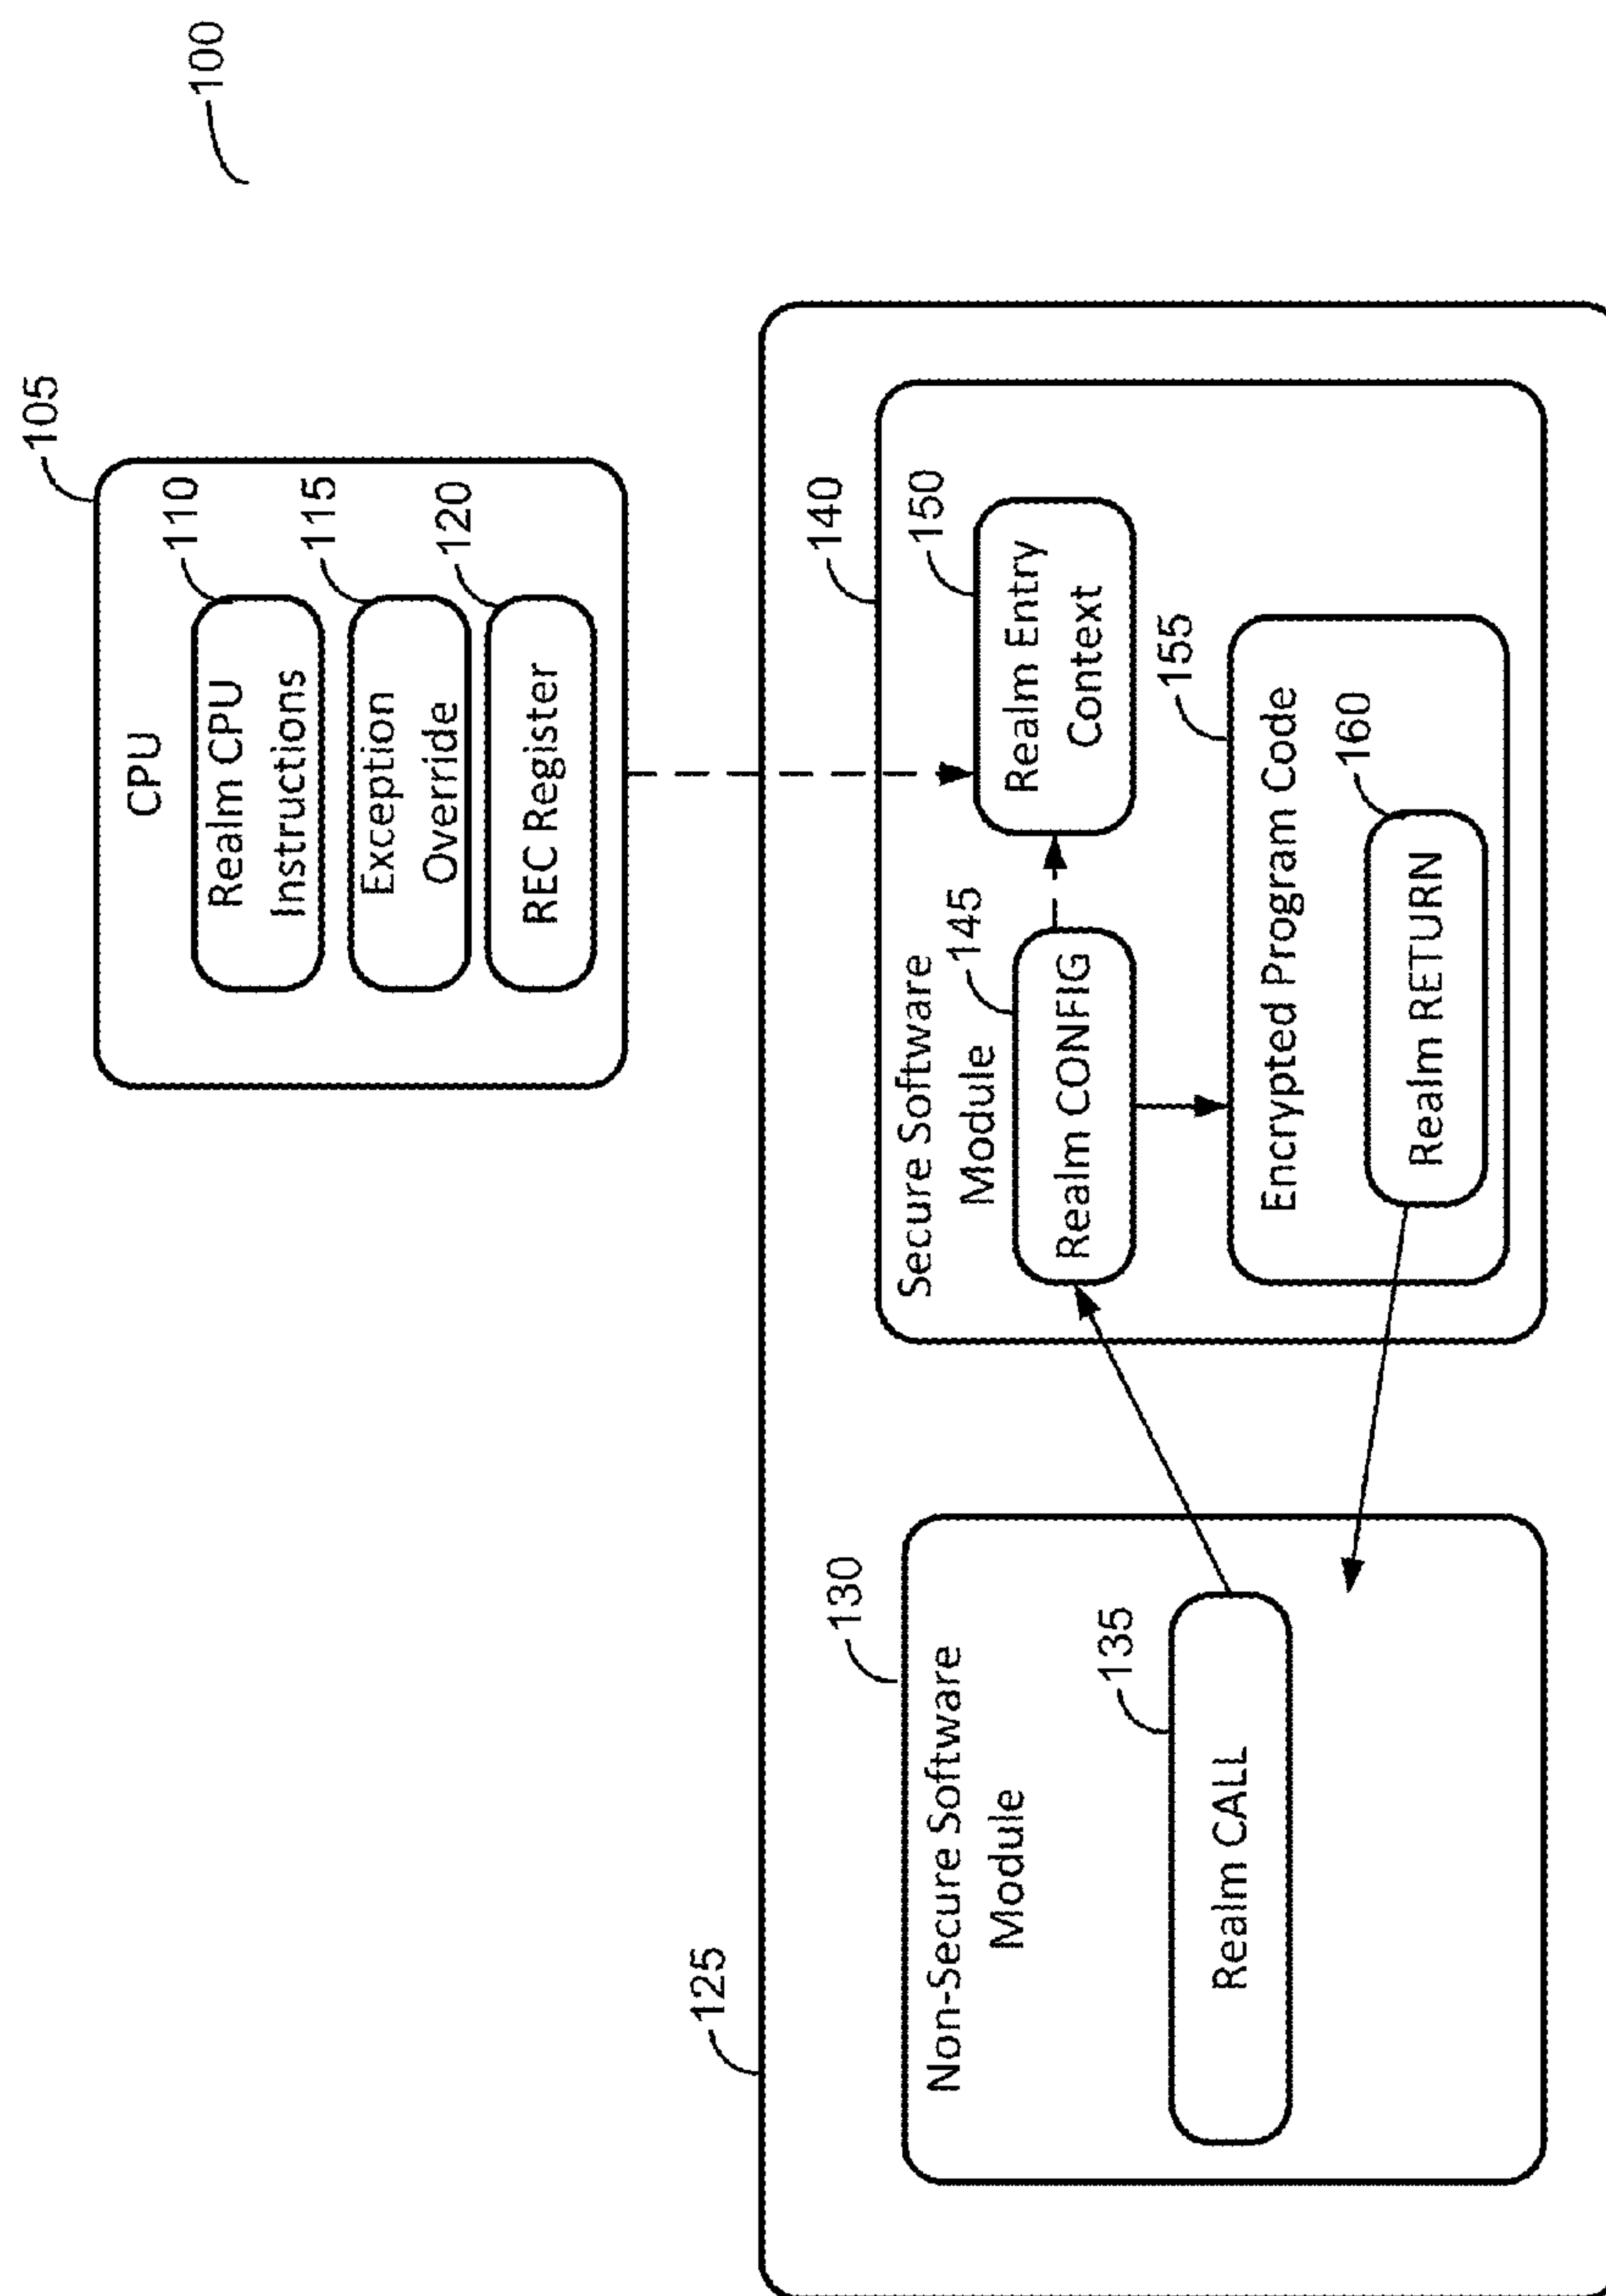 100
105
CPU
110
Realm CPU
Instructions
115
Exception
Override
120
REC Register
125
130
Non-Secure Software
Module
135
Realm CALL
140
Secure Software
Module
145
Realm CONFIG
150
Realm Entry
Context
155
Encrypted Program Code
160
Realm RETURN